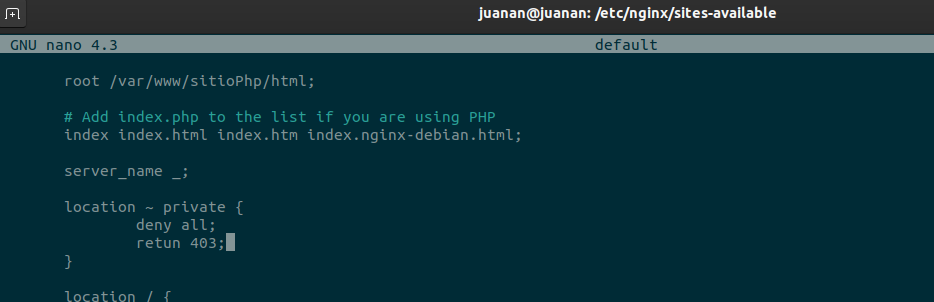 juanan@juanan: /etc/nginx/sites-available
GNU nano 4.3 default
root /var/www/sitioPhp/html;
# Add index.php to the list if you are using PHP
index index.html index.htm index.nginx-debian.html;
server_name _;
location ~ private {
deny all;
retun 403;
}
location / {